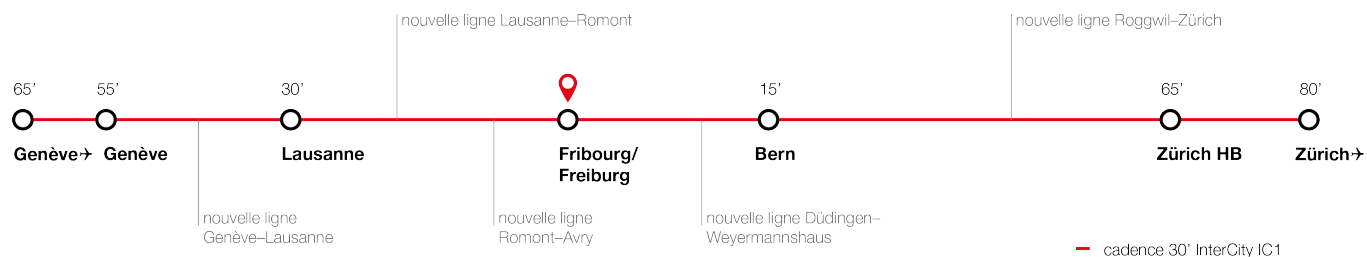 nouvelle ligne Lausanne–Romont
nouvelle ligne Roggwil–Zürich
65’
55’
30’
15’
65’
80’
Genève✈
Genève
Lausanne
Fribourg/
Freiburg
Bern
Zürich HB
Zürich✈
nouvelle ligne
Genève–Lausanne
nouvelle ligne
Romont–Avry
nouvelle ligne Düdingen–
Weyermannshaus
cadence 30’ InterCity IC1